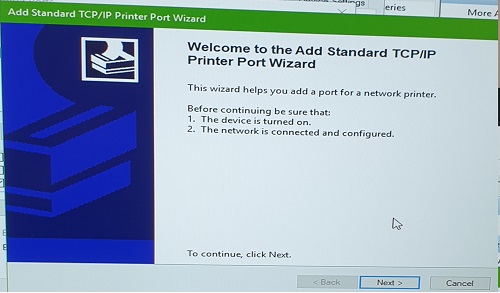 Settings
eries
More A
Add Standard TCP/IP Printer Port Wizard
Welcome to the Add Standard TCP/IP
Printer Port Wizard
This wizard helps you add a port for a network printer.
Before continuing be sure that:
1. The device is turned on.
2. The network is connected and configured.
To continue, click Next.
< Back
Next >
Cancel